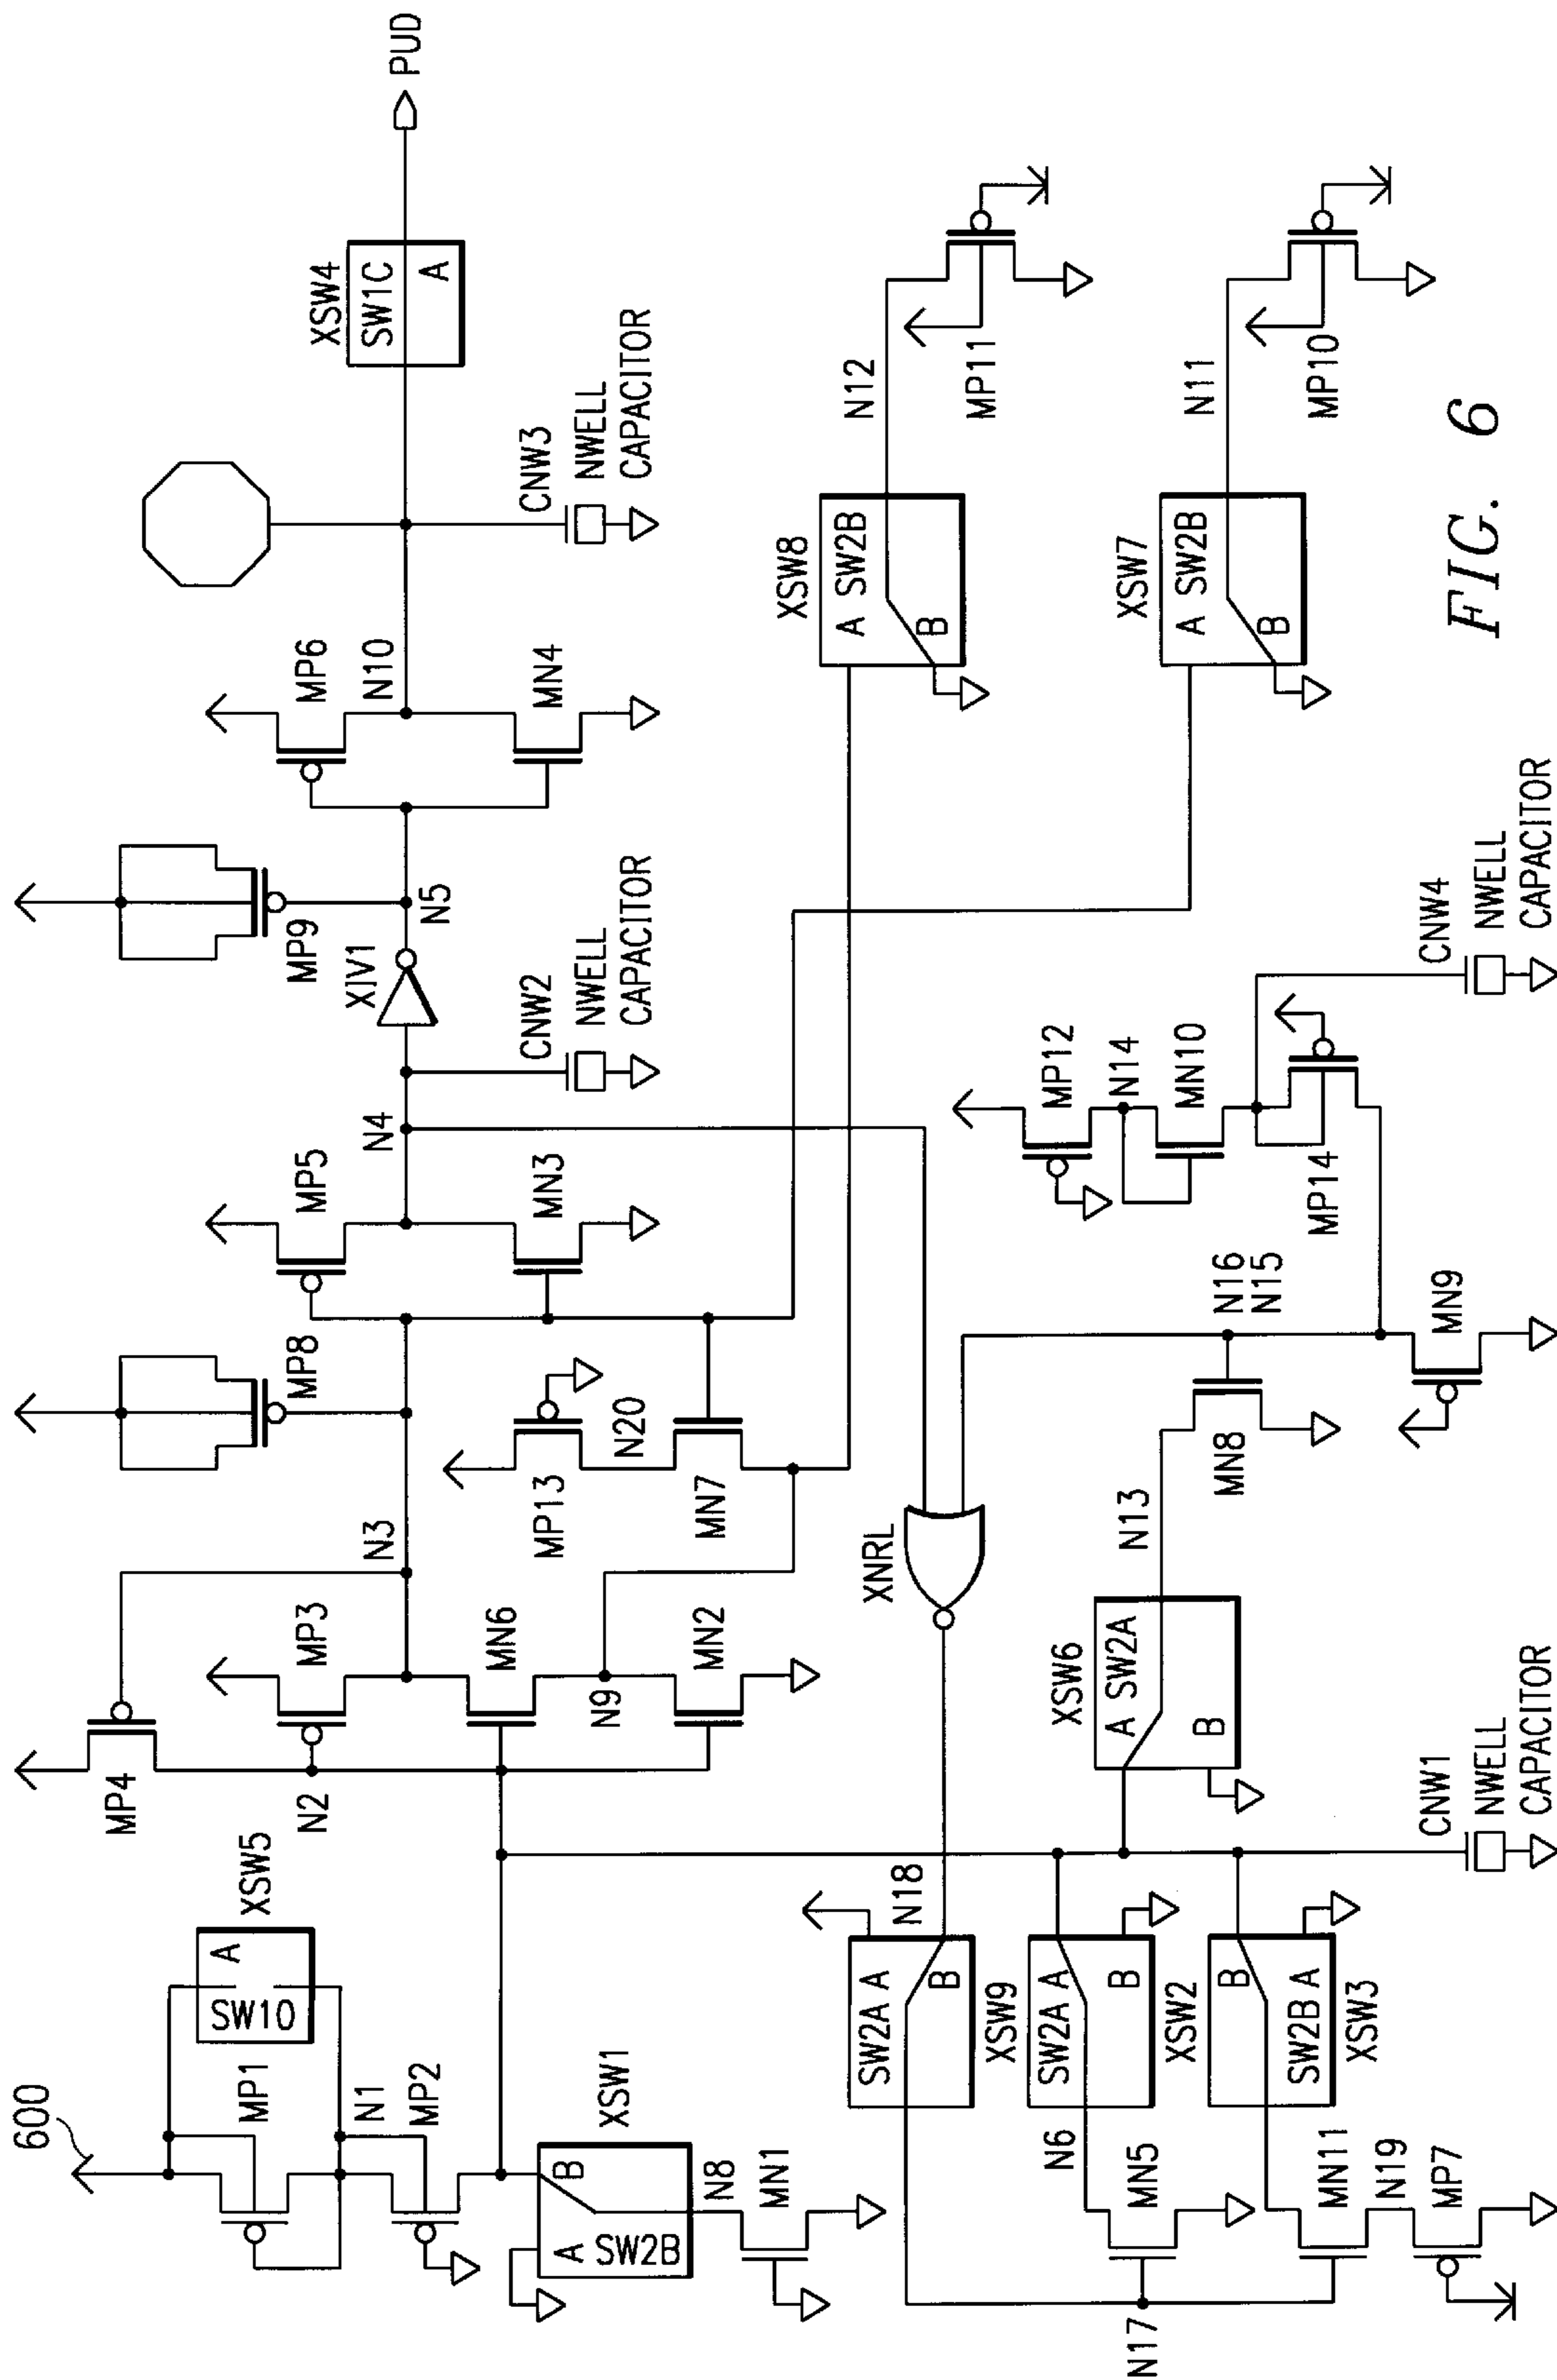 600
MP1
N1
MP2
A
SW10
XSW5
XSW1
B
A
SW2B
N8
MN1
MP4
N2
MP3
N3
MN6
N9
MN2
MP8
MP13
N20
MN7
MP5
N4
MN3
CNW2
NWELL
CAPACITOR
XIV1
MP9
N5
MP6
N10
MN4
CNW3
NWELL
CAPACITOR
XSW4
SW1C
A
PUD
XSW8
A SW2B
B
N12
MP11
XSW7
A SW2B
B
N11
MP10
XNRL
N18
SW2A A
B
XSW9
SW2A A
B
XSW2
B
SW2B A
XSW3
N17
N6
MN5
MN11
N19
MP7
XSW6
A SW2A
B
N13
MN8
N16
N15
MN9
MP12
N14
MN10
MP14
CNW4
NWELL
CAPACITOR
CNW1
NWELL
CAPACITOR
FIG. 6